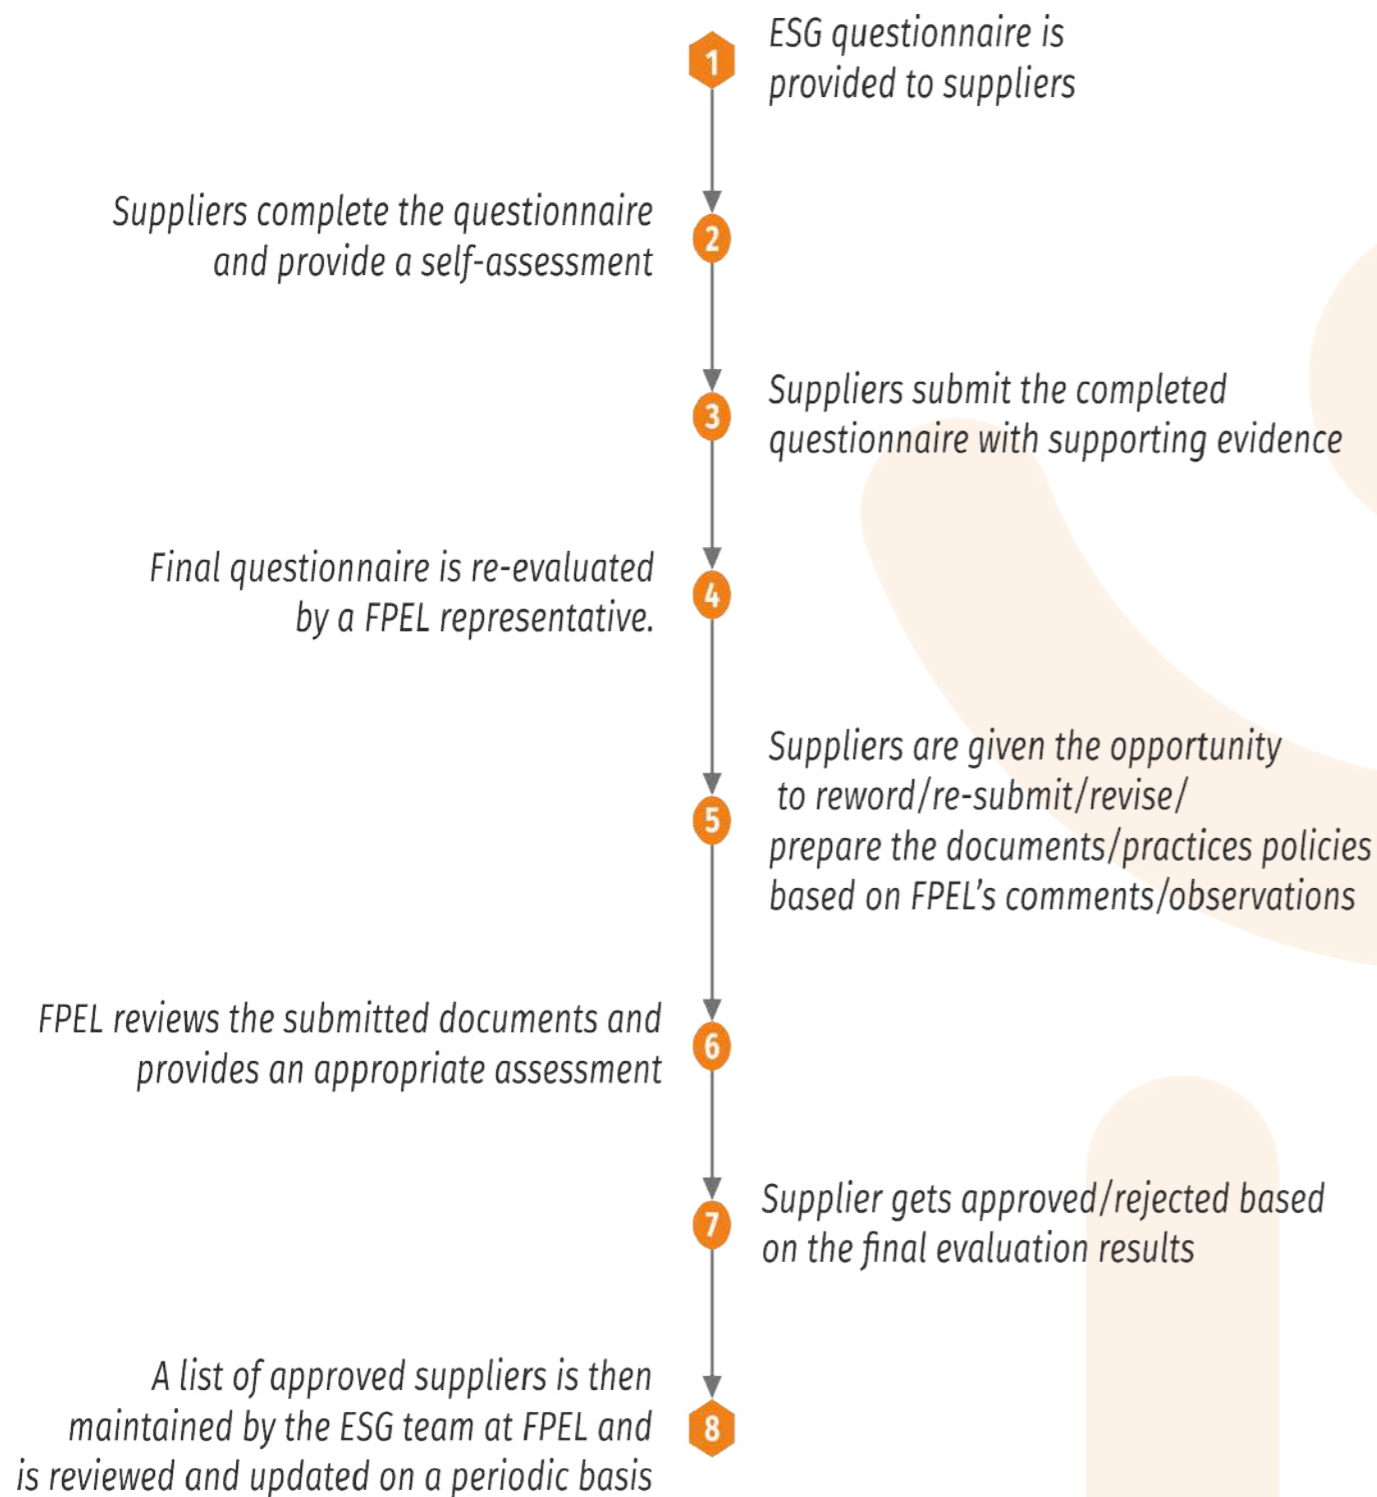 1
ESG questionnaire is
provided to suppliers
Suppliers complete the questionnaire
and provide a self-assessment
2
3
Suppliers submit the completed
questionnaire with supporting evidence
Final questionnaire is re-evaluated
by a FPEL representative.
4
5
Suppliers are given the opportunity
to reword/re-submit/revise/
prepare the documents/practices policies
based on FPEL’s comments/observations
FPEL reviews the submitted documents and
provides an appropriate assessment
6
7
Supplier gets approved/rejected based
on the final evaluation results
A list of approved suppliers is then
maintained by the ESG team at FPEL and
is reviewed and updated on a periodic basis
8